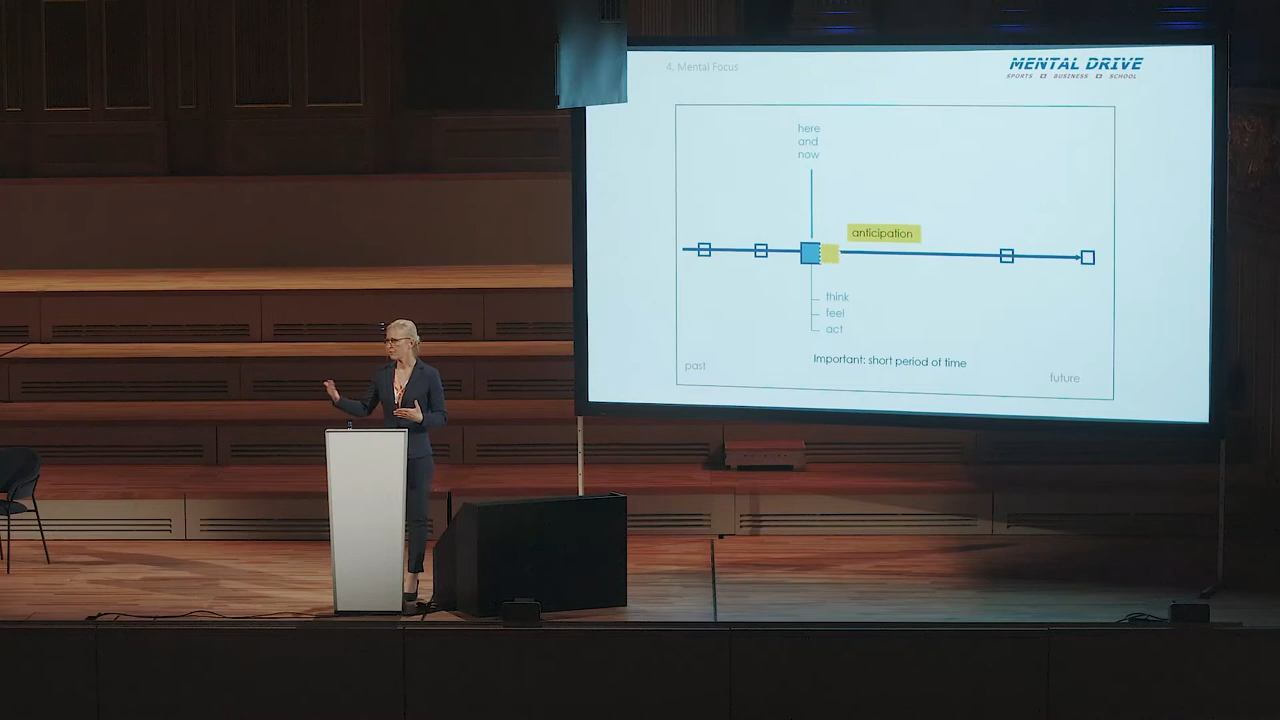 4. Mental Focus
MENTAL DRIVE
SPORTS BUSINESS SCHOOL
here
and
now
anticipation
think
feel
act
Important: short period of time
past
future